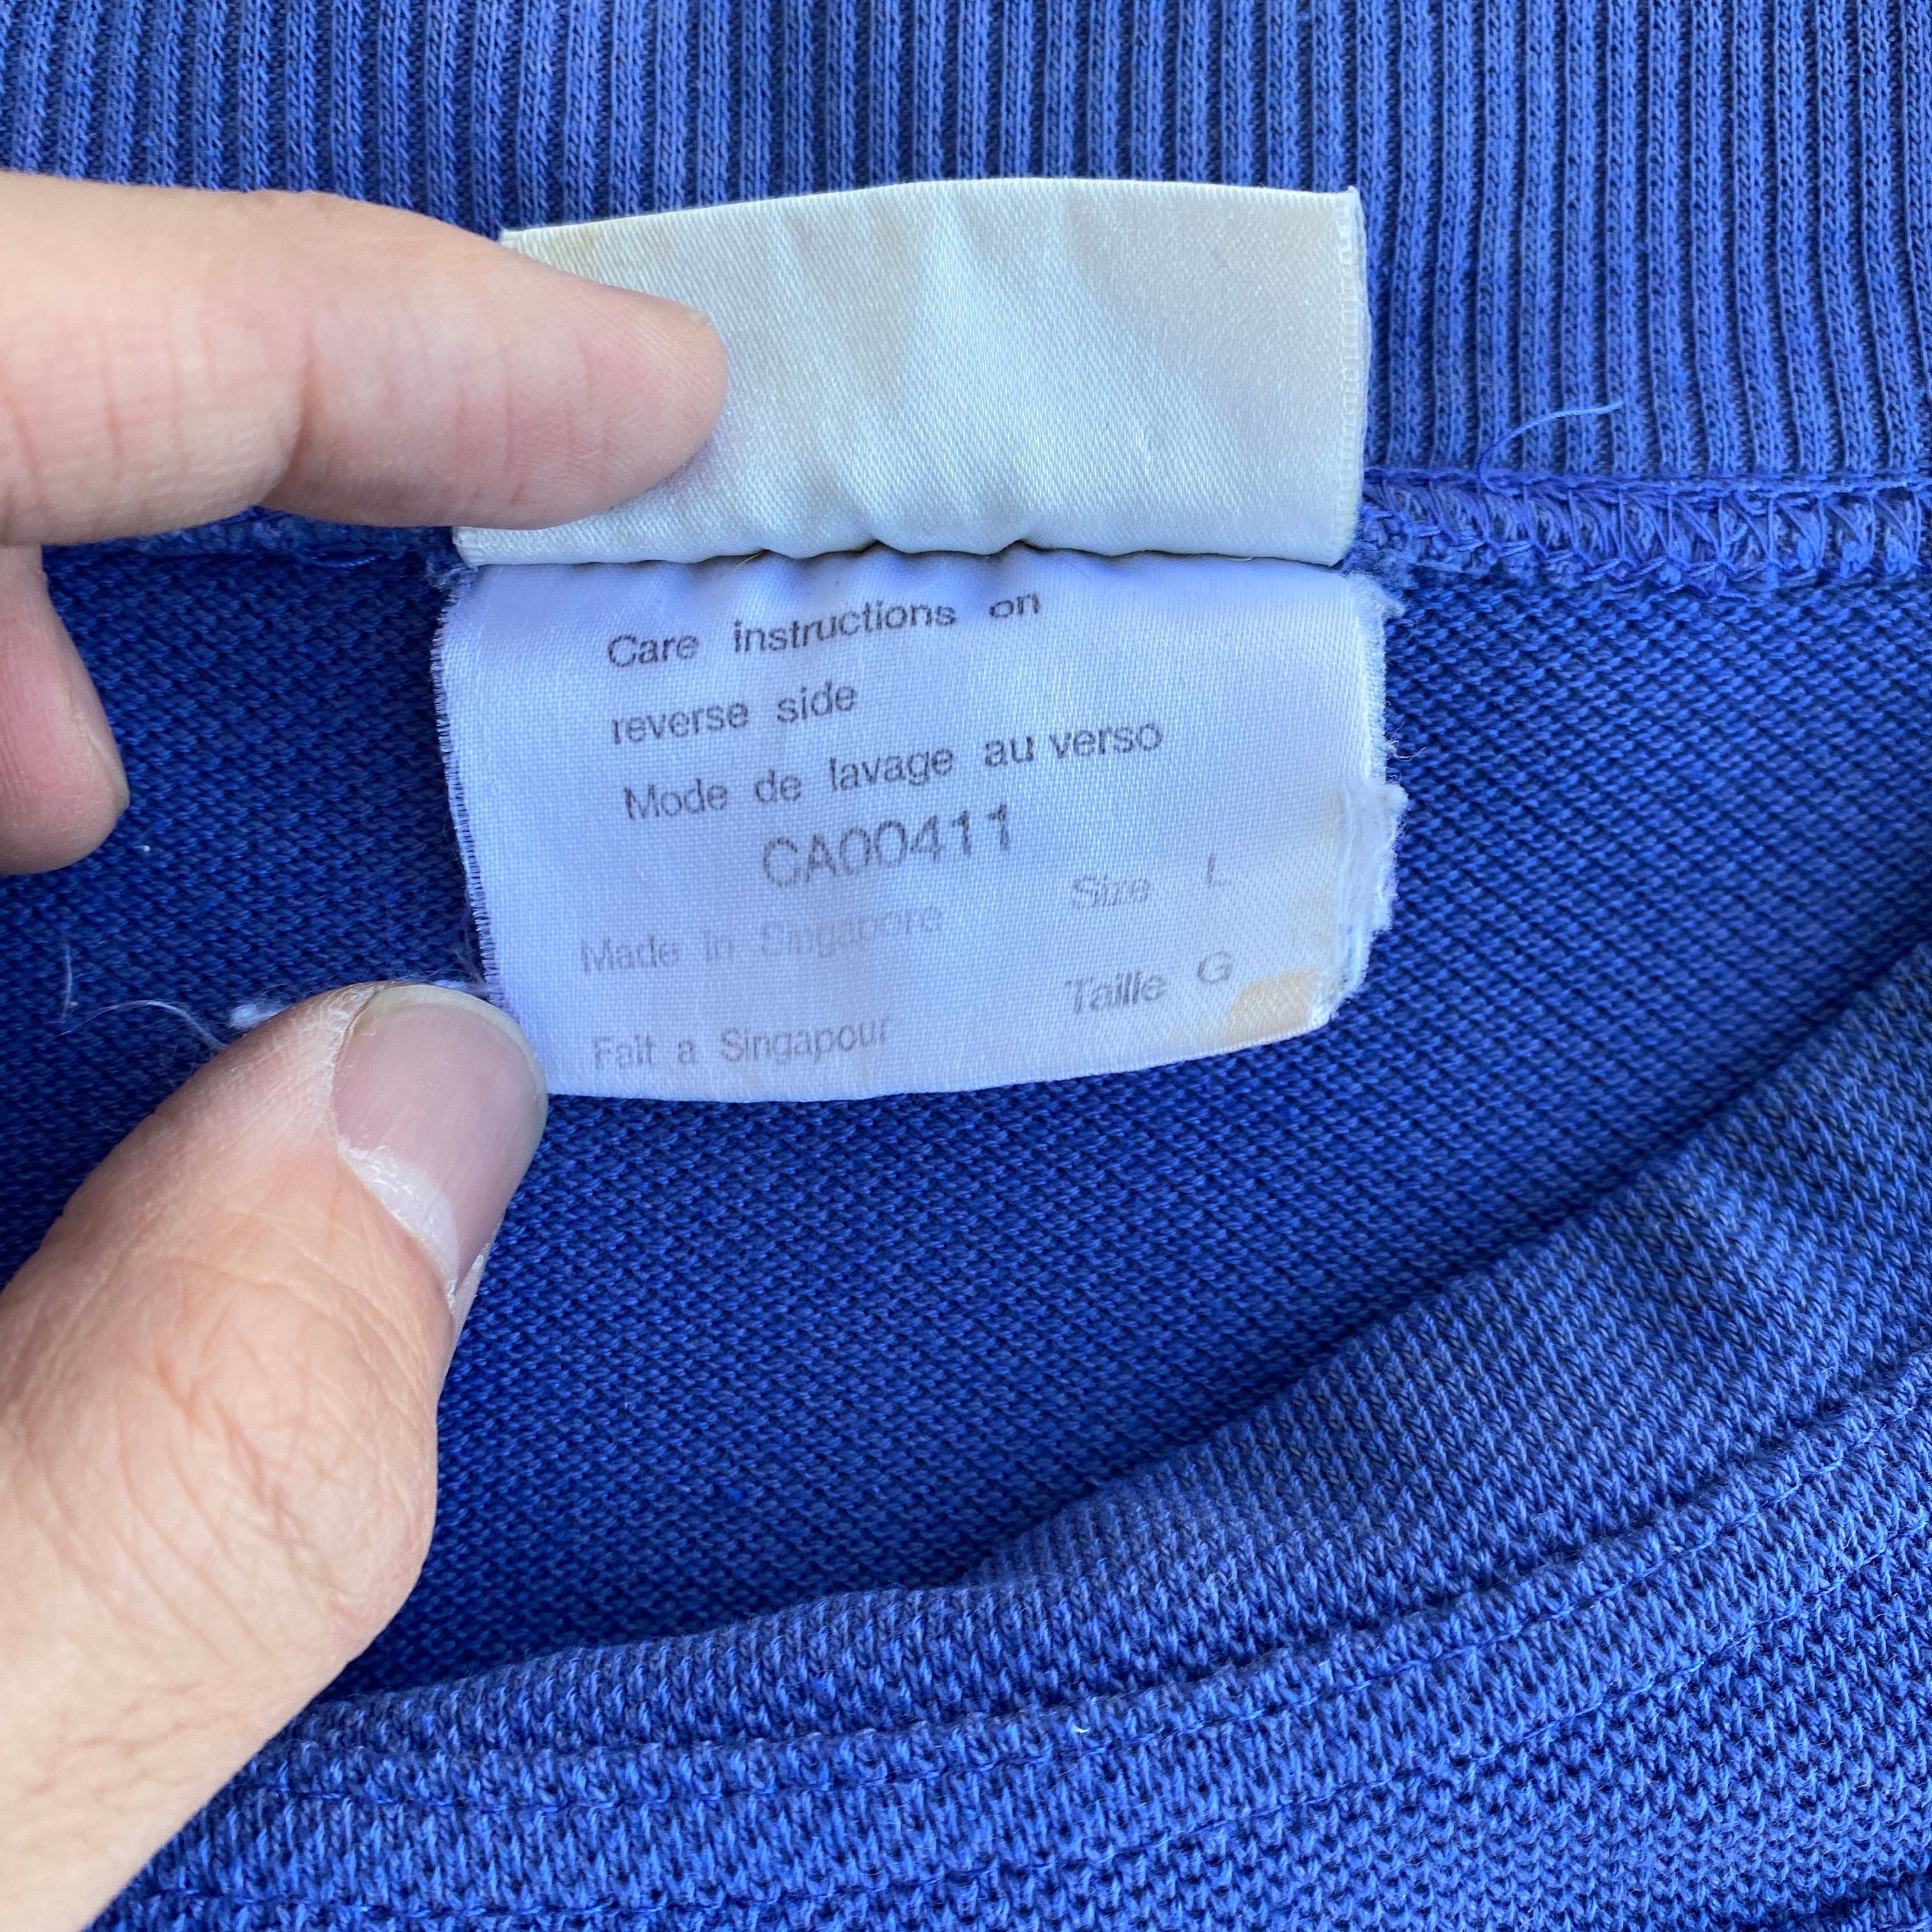 Care instructions on
reverse side
Mode de lavage au verso
CA00411
Made in Singapore Size L
Fait a Singapour Taille G